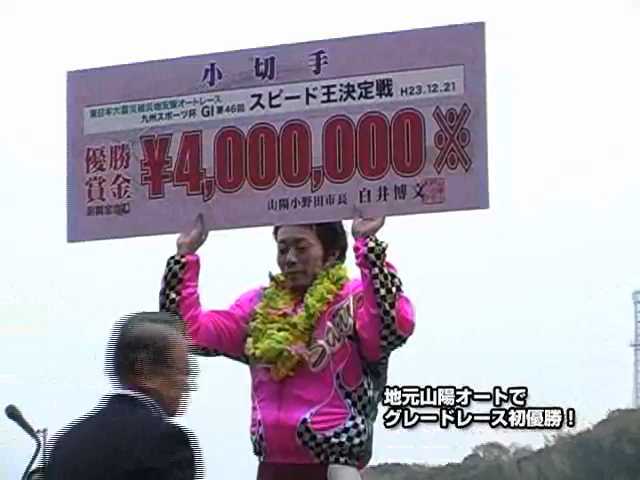 小切手
東日本大震災被災地支援オートレース
九州スポーツ杯 GI 第46回 スピード王決定戦 H23.12.21
優勝賞金 ¥4,000,000※
山陽小野田市長 白井博文
地元山陽オートで
グレードレース初優勝！